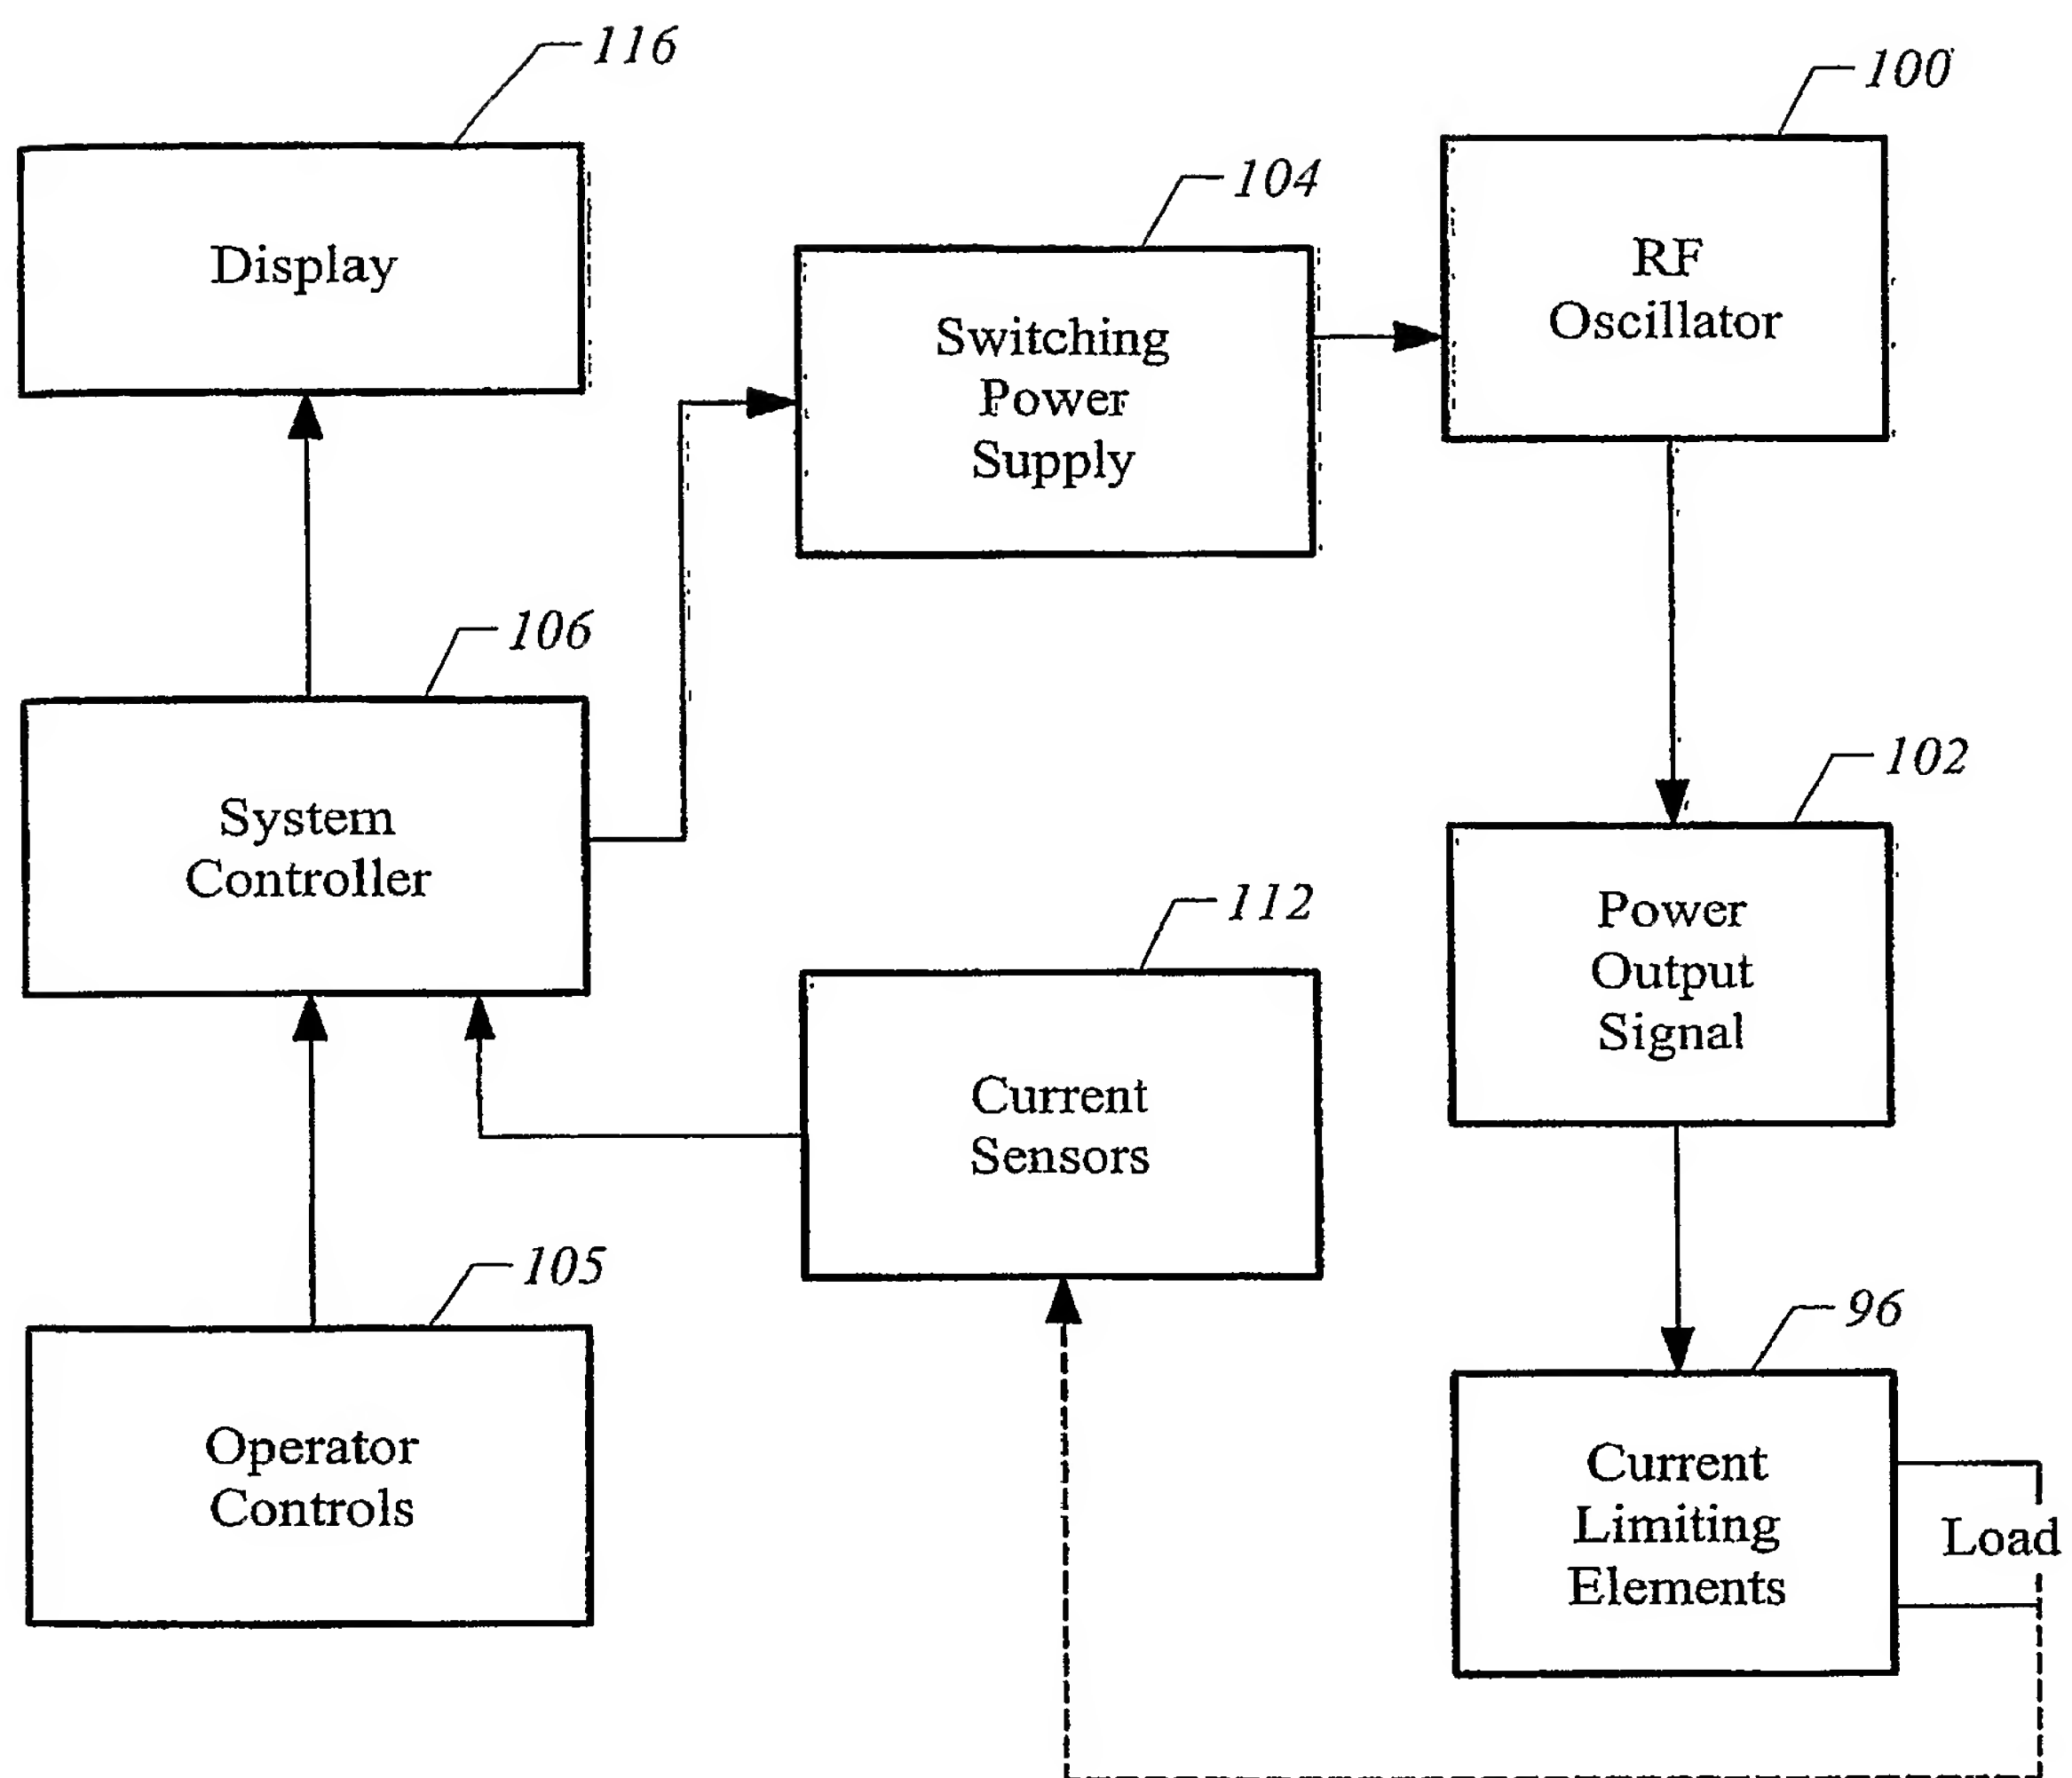 116
Display
104
Switching
Power
Supply
100
RF
Oscillator
106
System
Controller
112
Current
Sensors
102
Power
Output
Signal
105
Operator
Controls
96
Current
Limiting
Elements
Load